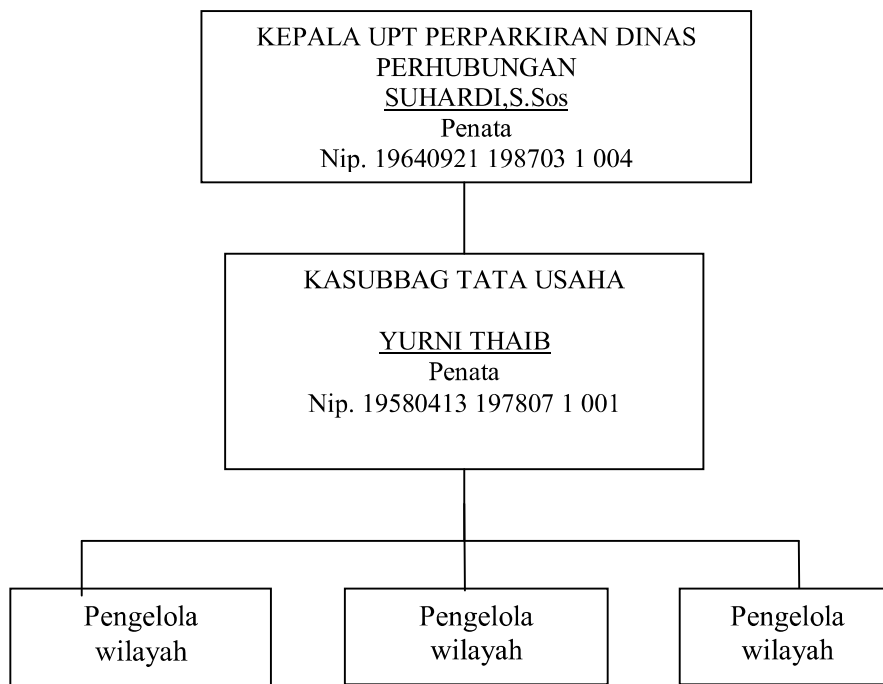 KEPALA UPT PERPARKIRAN DINAS
PERHUBUNGAN
SUHARDI,S.Sos
Penata
Nip. 19640921 198703 1 004
KASUBBAG TATA USAHA
YURNI THAIB
Penata
Nip. 19580413 197807 1 001
Pengelola
wilayah
Pengelola
wilayah
Pengelola
wilayah